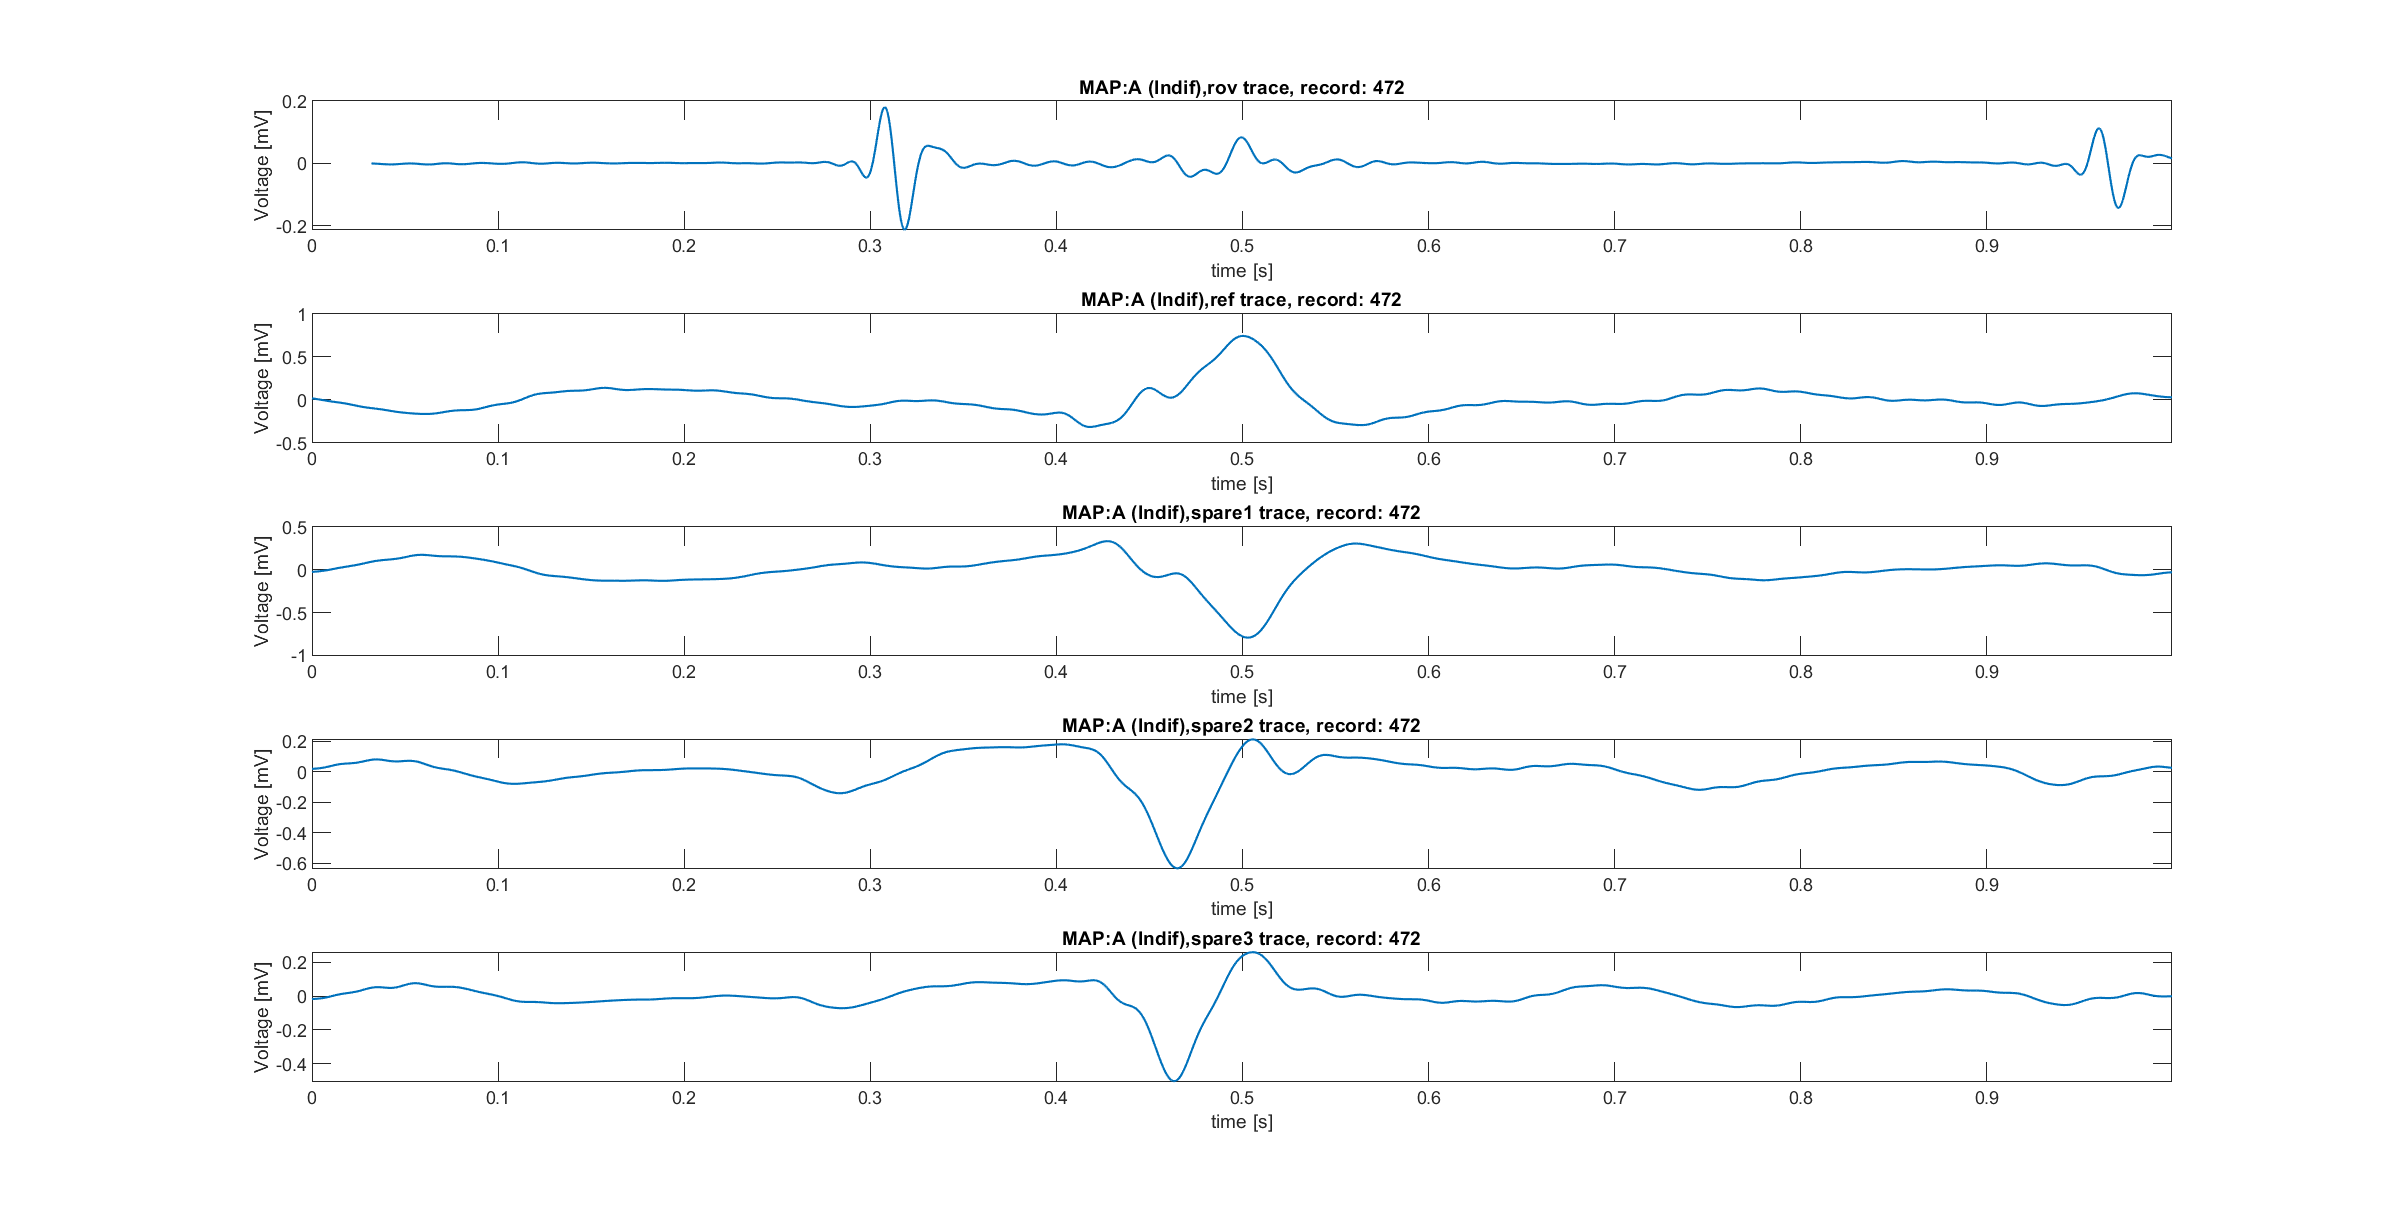 MAP:A (Indif),rov trace, record: 472
Voltage [mV]
0.2
0
-0.2
0 0.1 0.2 0.3 0.4 0.5 0.6 0.7 0.8 0.9
time [s]
MAP:A (Indif),ref trace, record: 472
Voltage [mV]
1
0.5
0
-0.5
0 0.1 0.2 0.3 0.4 0.5 0.6 0.7 0.8 0.9
time [s]
MAP:A (Indif),spare1 trace, record: 472
Voltage [mV]
0.5
0
-0.5
-1
0 0.1 0.2 0.3 0.4 0.5 0.6 0.7 0.8 0.9
time [s]
MAP:A (Indif),spare2 trace, record: 472
Voltage [mV]
0.2
0
-0.2
-0.4
-0.6
0 0.1 0.2 0.3 0.4 0.5 0.6 0.7 0.8 0.9
time [s]
MAP:A (Indif),spare3 trace, record: 472
Voltage [mV]
0.2
0
-0.2
-0.4
0 0.1 0.2 0.3 0.4 0.5 0.6 0.7 0.8 0.9
time [s]